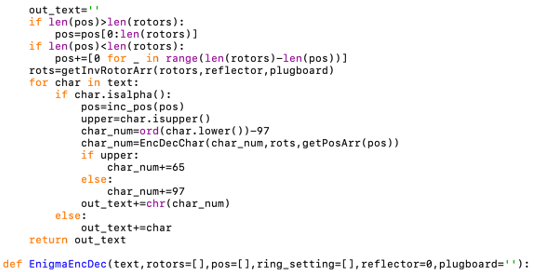 out_text=''
    if len(pos)>len(rotors):
        pos=pos[0:len(rotors)]
    if len(pos)<len(rotors):
        pos+=[0 for _ in range(len(rotors)-len(pos))]
    rots=getInvRotorArr(rotors,reflector,plugboard)
    for char in text:
        if char.isalpha():
            pos=inc_pos(pos)
            upper=char.isupper()
            char_num=ord(char.lower())-97
            char_num=EncDecChar(char_num,rots,getPosArr(pos))
            if upper:
                char_num+=65
            else:
                char_num+=97
            out_text+=chr(char_num)
        else:
            out_text+=char
    return out_text

def EnigmaEncDec(text,rotors=[],pos=[],ring_setting=[],reflector=0,plugboard=''):